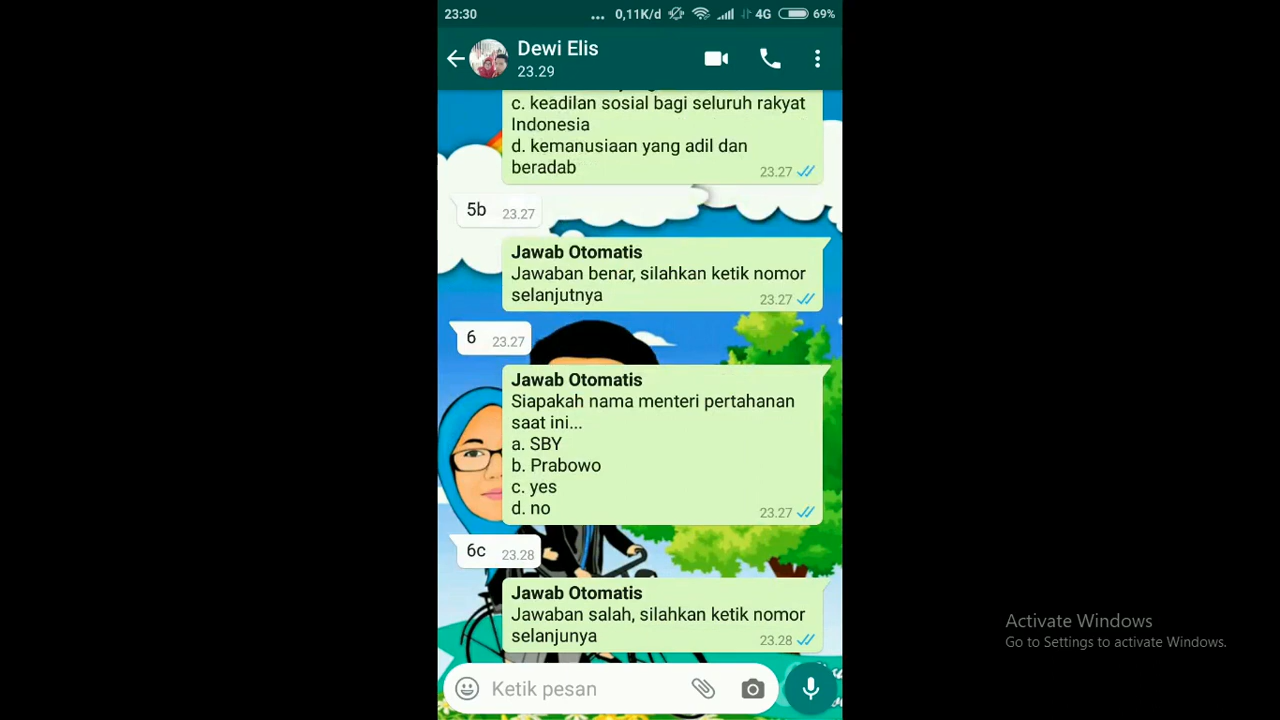 23:30
... 0,11K/d 4G 69%
Dewi Elis
23.29
c. keadilan sosial bagi seluruh rakyat
Indonesia
d. kemanusiaan yang adil dan
beradab
23.27
5b 23.27
Jawab Otomatis
Jawaban benar, silahkan ketik nomor
selanjutnya
23.27
6 23.27
Jawab Otomatis
Siapakah nama menteri pertahanan
saat ini...
a. SBY
b. Prabowo
c. yes
d. no
23.27
6c 23.28
Jawab Otomatis
Jawaban salah, silahkan ketik nomor
selanjunya
23.28
Ketik pesan
Activate Windows
Go to Settings to activate Windows.